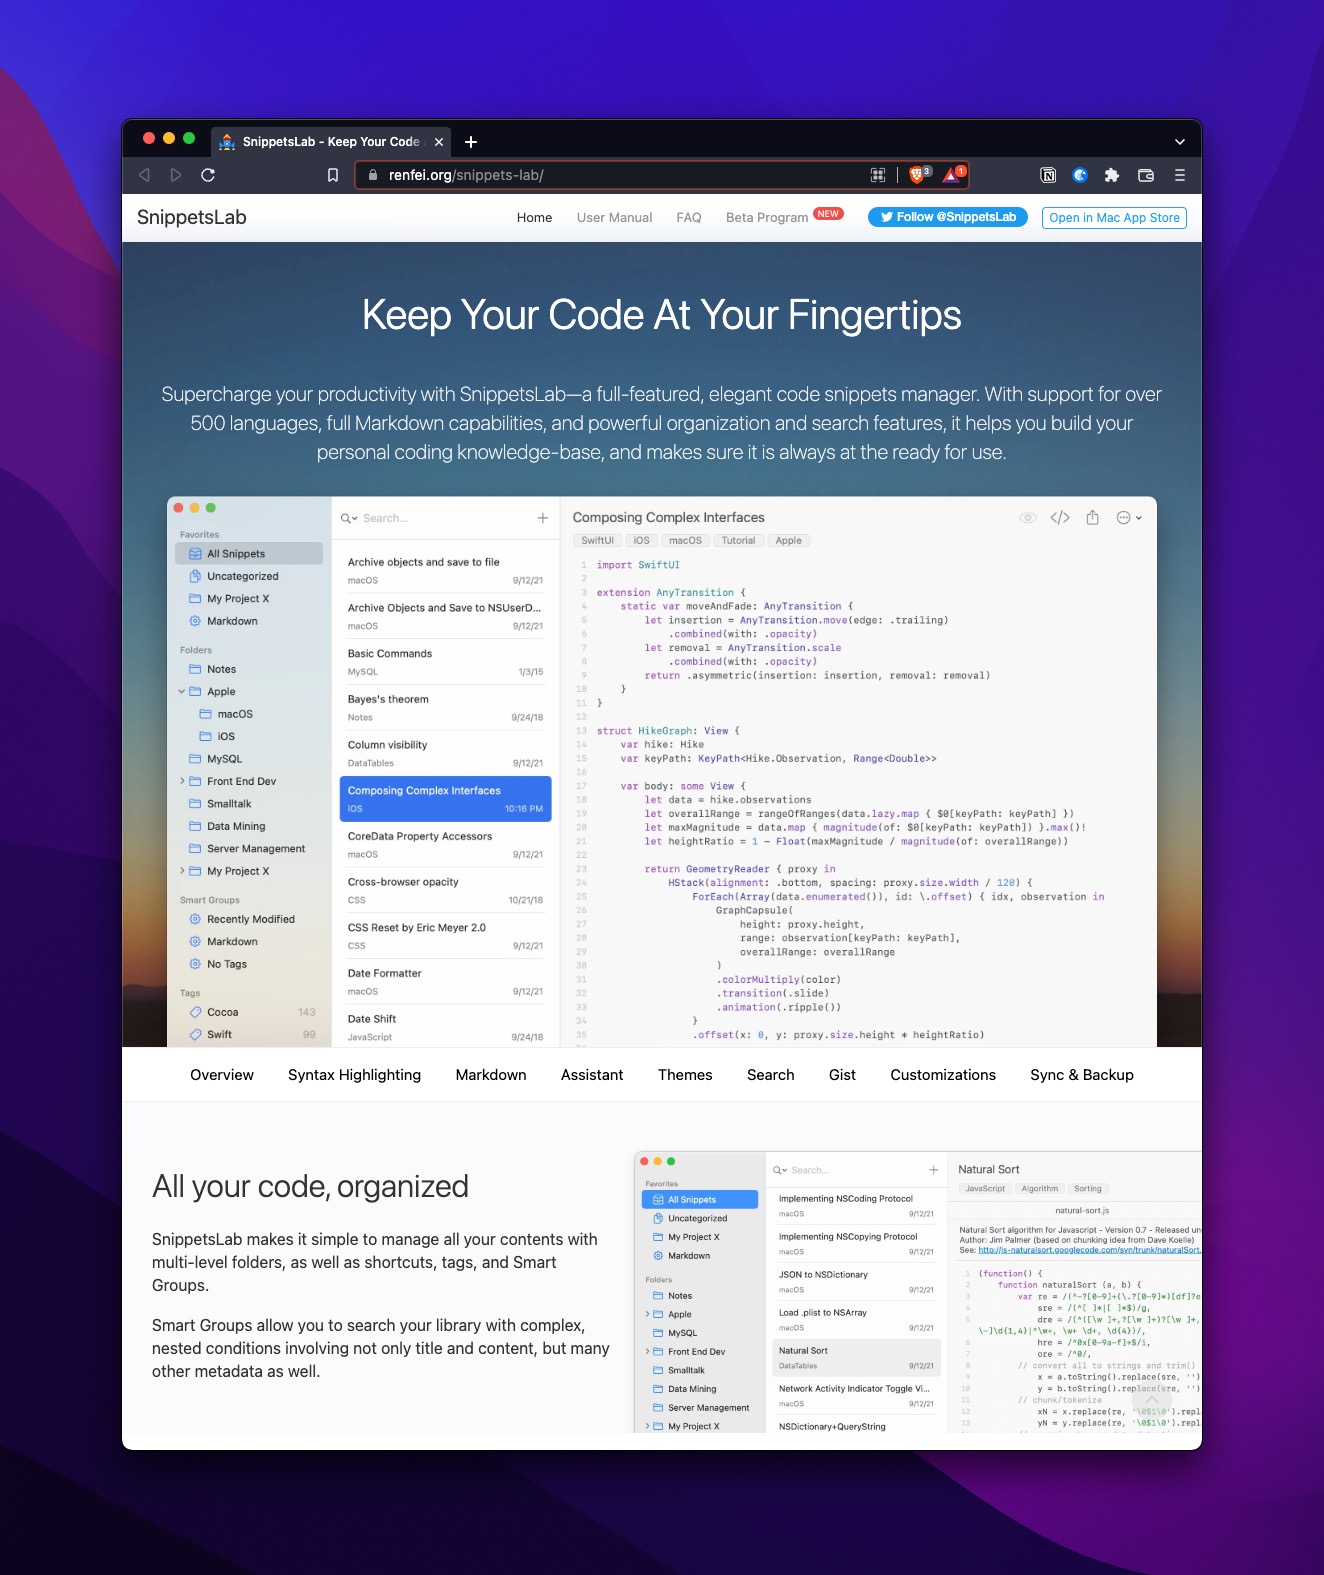 SnippetsLab - Keep Your Code
renfei.org/snippets-lab/
3
1
SnippetsLab
Home
User Manual
FAQ
Beta Program
NEW
Follow @SnippetsLab
Open in Mac App Store
Keep Your Code At Your Fingertips
Supercharge your productivity with SnippetsLab—a full-featured, elegant code snippets manager. With support for over
500 languages, full Markdown capabilities, and powerful organization and search features, it helps you build your
personal coding knowledge-base, and makes sure it is always at the ready for use.
Favorites
All Snippets
Uncategorized
My Project X
Markdown
Folders
Notes
Apple
macOS
iOS
MySQL
Front End Dev
Smalltalk
Data Mining
Server Management
My Project X
Smart Groups
Recently Modified
Markdown
No Tags
Tags
Cocoa 143
Swift 99
Search...
Archive objects and save to file
macOS 9/12/21
Archive Objects and Save to NSUserD...
macOS 9/12/21
Basic Commands
MySQL 1/3/15
Bayes's theorem
Notes 9/24/18
Column visibility
DataTables 9/12/21
Composing Complex Interfaces
iOS 10:16 PM
CoreData Property Accessors
macOS 9/12/21
Cross-browser opacity
CSS 10/21/18
CSS Reset by Eric Meyer 2.0
CSS 9/12/21
Date Formatter
macOS 9/12/21
Date Shift
JavaScript 9/24/18
Composing Complex Interfaces
SwiftUI iOS macOS Tutorial Apple
1 import SwiftUI
2
3 extension AnyTransition {
4 static var moveAndFade: AnyTransition {
5 let insertion = AnyTransition.move(edge: .trailing)
6 .combined(with: .opacity)
7 let removal = AnyTransition.scale
8 .combined(with: .opacity)
9 return .asymmetric(insertion: insertion, removal: removal)
10 }
11 }
12
13 struct HikeGraph: View {
14 var hike: Hike
15 var keyPath: KeyPath<Hike.Observation, Range<Double>>
16
17 var body: some View {
18 let data = hike.observations
19 let overallRange = rangeOfRanges(data.lazy.map { $0[keyPath: keyPath] })
20 let maxMagnitude = data.map { magnitude(of: $0[keyPath: keyPath]) }.max()!
21 let heightRatio = 1 - Float(maxMagnitude / magnitude(of: overallRange))
22
23 return GeometryReader { proxy in
24 HStack(alignment: .bottom, spacing: proxy.size.width / 120) {
25 ForEach(Array(data.enumerated()), id: \.offset) { idx, observation in
26 GraphCapsule(
27 height: proxy.height,
28 range: observation[keyPath: keyPath],
29 overallRange: overallRange
30 )
31 .colorMultiply(color)
32 .transition(.slide)
33 .animation(.ripple())
34 }
35 .offset(x: 0, y: proxy.size.height * heightRatio)
Overview
Syntax Highlighting
Markdown
Assistant
Themes
Search
Gist
Customizations
Sync & Backup
All your code, organized
SnippetsLab makes it simple to manage all your contents with
multi-level folders, as well as shortcuts, tags, and Smart
Groups.
Smart Groups allow you to search your library with complex,
nested conditions involving not only title and content, but many
other metadata as well.
Favorites
All Snippets
Uncategorized
My Project X
Markdown
Folders
Notes
Apple
MySQL
Front End Dev
Smalltalk
Data Mining
Server Management
My Project X
Search...
Implementing NSCoding Protocol
macOS 9/12/21
Implementing NSCopying Protocol
macOS 9/12/21
JSON to NSDictionary
macOS 9/12/21
Load .plist to NSArray
macOS 9/12/21
Natural Sort
DataTables 9/12/21
Network Activity Indicator Toggle Vi...
macOS 9/12/21
NSDictionary+QueryString
Natural Sort
JavaScript Algorithm Sorting
natural-sort.js
Natural Sort algorithm for Javascript - Version 0.7 - Released un
Author: Jim Palmer (based on chunking idea from Dave Koelle)
See: http://js-naturalsort.googlecode.com/svn/trunk/naturalSort.
1 (function() {
2 function naturalSort (a, b) {
3 var re = /(^-?[0-9]+(\.?[0-9]*)[df]?e
4 sre = /(^[ ]*|[ ]*$)/g,
5 dre = /(^([\w ]+,?[\w ]+)?[\w ]+,
\-]\d{1,4}|^\w+, \w+ \d+, \d{4})/,
6 hre = /^0x[0-9a-f]+$/i,
7 ore = /^0/,
8 // convert all to strings and trim()
9 x = a.toString().replace(sre, '')
10 y = b.toString().replace(sre, '')
11 // chunk/tokenize
12 xN = x.replace(re, '\0$1\0').repl
13 yN = y.replace(re, '\0$1\0').repl